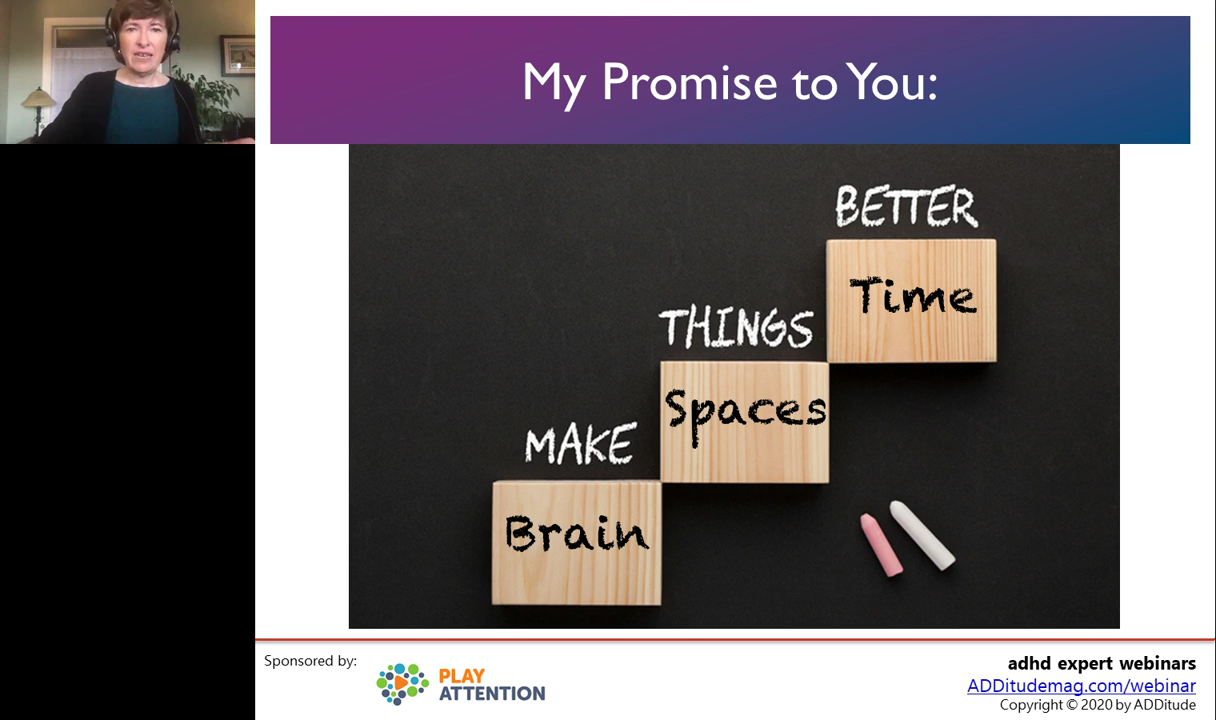 My Promise to You:
BETTER
Time
THINGS
Spaces
MAKE
Brain
Sponsored by:
PLAY
ATTENTION
adhd expert webinars
ADDitudemag.com/webinar
Copyright © 2020 by ADDitude